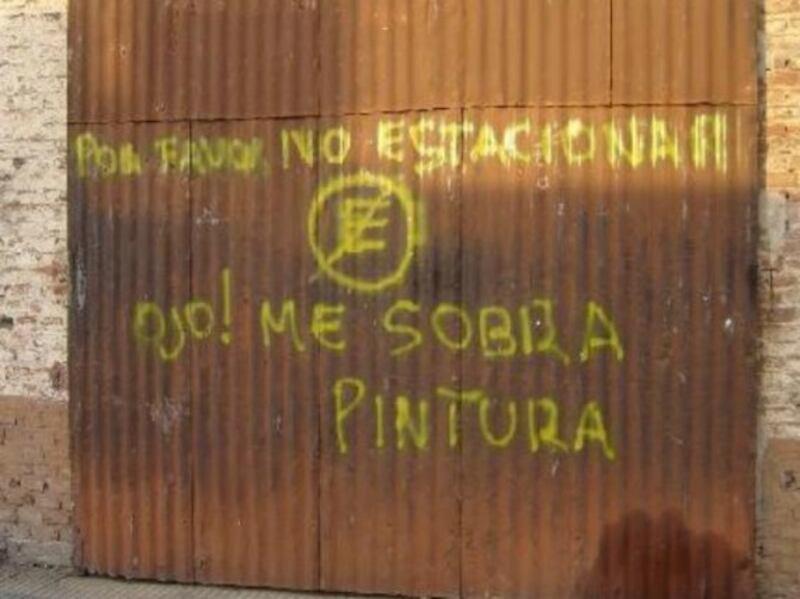 POR FAVOR NO ESTACIONAR
E
OJO! ME SOBRA
PINTURA